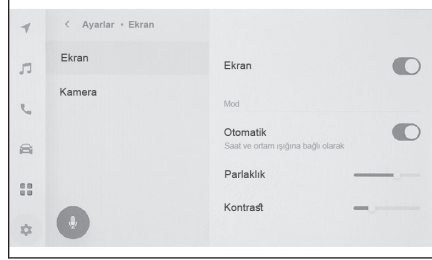 Ayarlar • Ekran
Ekran
Kamera
Ekran
Mod
Otomatik
Saat ve ortam ışığına bağlı olarak
Parlaklık
Kontrast